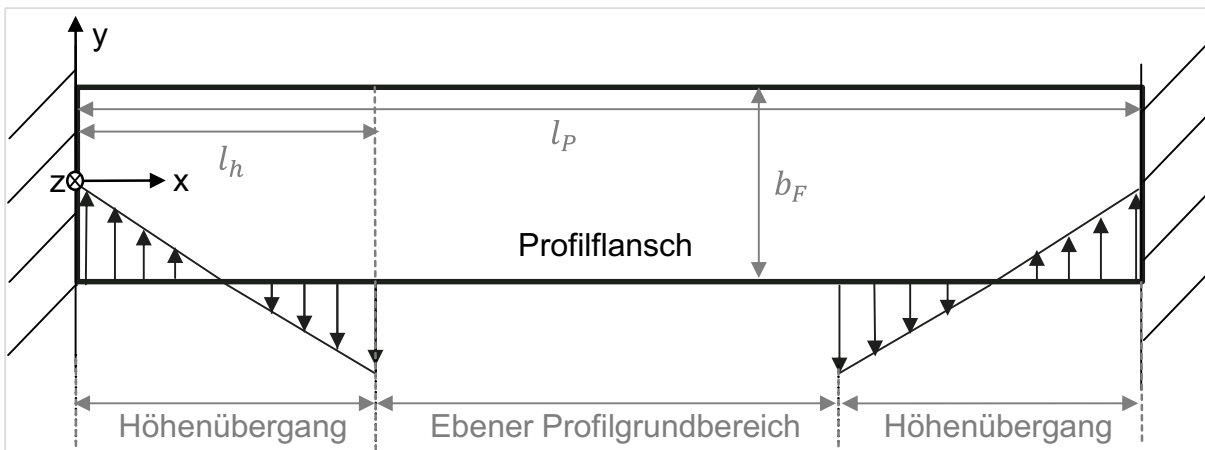 y
l_P
l_h
z
x
b_F
Profilflansch
Höhenübergang
Ebener Profilgrundbereich
Höhenübergang